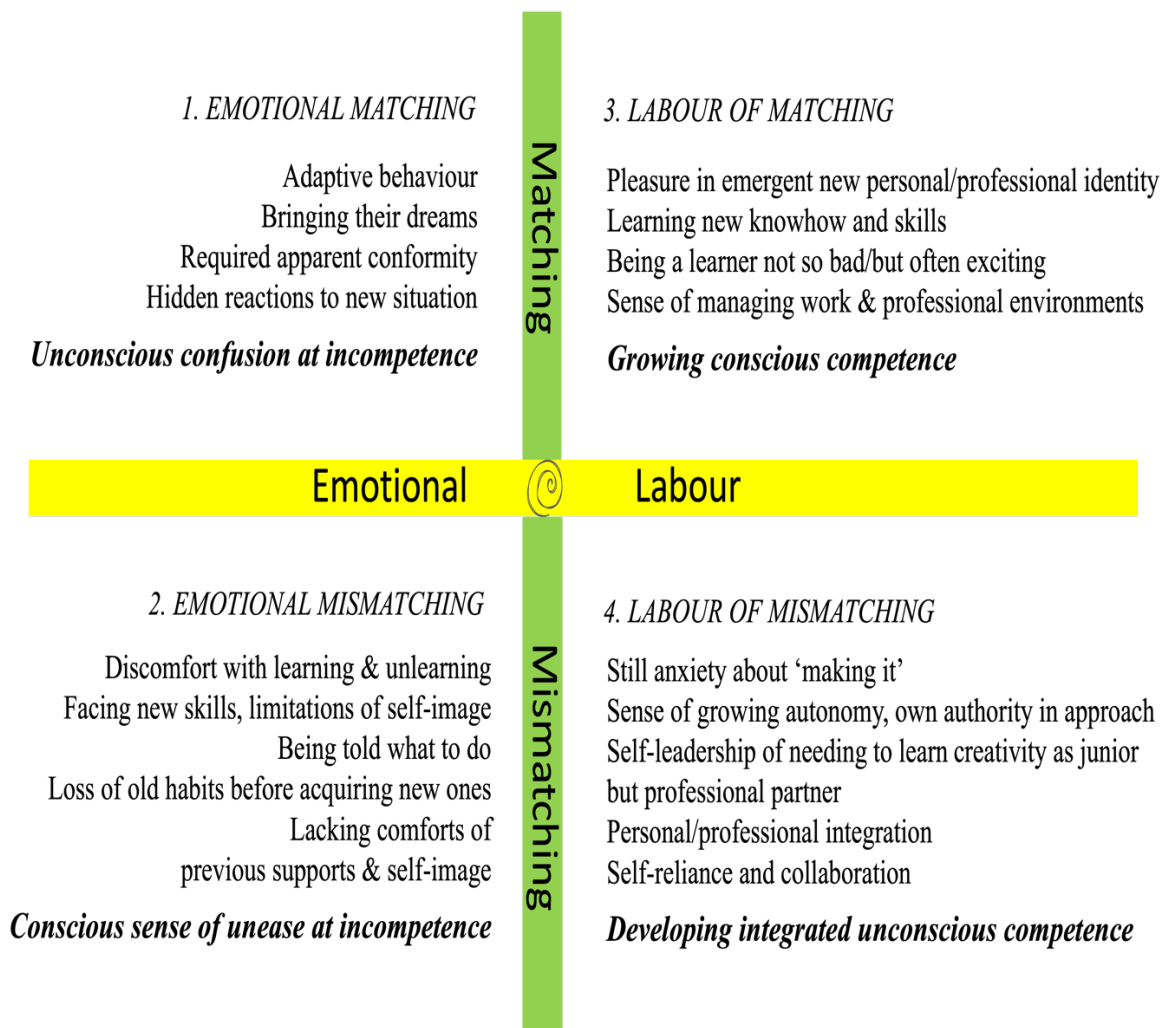 1. EMOTIONAL MATCHING
Adaptive behaviour
Bringing their dreams
Required apparent conformity
Hidden reactions to new situation
Unconscious confusion at incompetence
Matching
3. LABOUR OF MATCHING
Pleasure in emergent new personal/professional identity
Learning new knowhow and skills
Being a learner not so bad/but often exciting
Sense of managing work & professional environments
Growing conscious competence
Emotional
Labour
2. EMOTIONAL MISMATCHING
Discomfort with learning & unlearning
Facing new skills, limitations of self-image
Being told what to do
Loss of old habits before acquiring new ones
Lacking comforts of
previous supports & self-image
Conscious sense of unease at incompetence
Mismatching
4. LABOUR OF MISMATCHING
Still anxiety about ‘making it’
Sense of growing autonomy, own authority in approach
Self-leadership of needing to learn creativity as junior
but professional partner
Personal/professional integration
Self-reliance and collaboration
Developing integrated unconscious competence